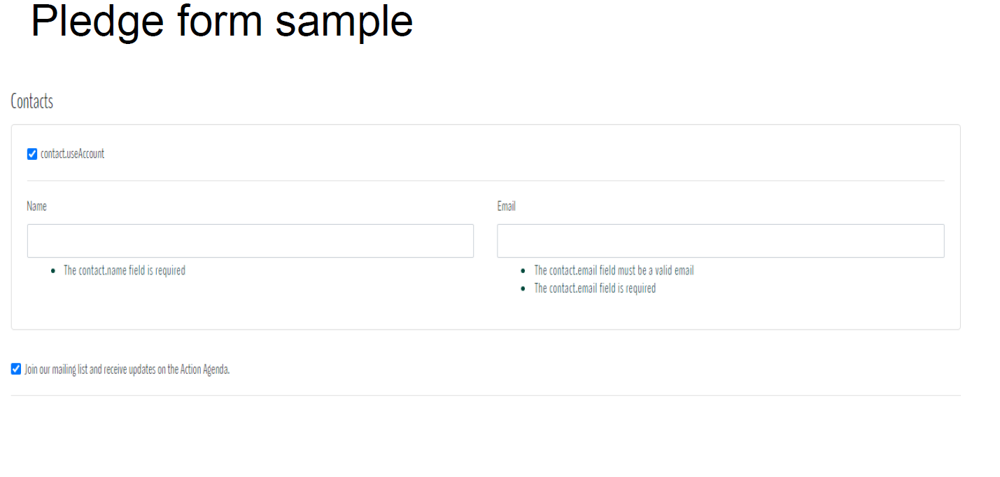 Pledge form sample
Contacts
contact.useAccount
Name
Email
The contact.name field is required
The contact.email field must be a valid email
The contact.email field is required
Join our mailing list and receive updates on the Action Agenda.